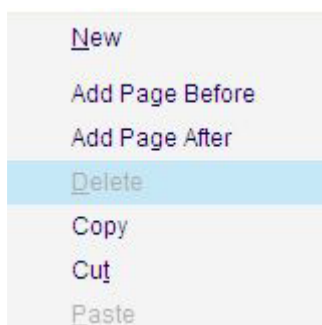 New
Add Page Before
Add Page After
Delete
Copy
Cut
Paste